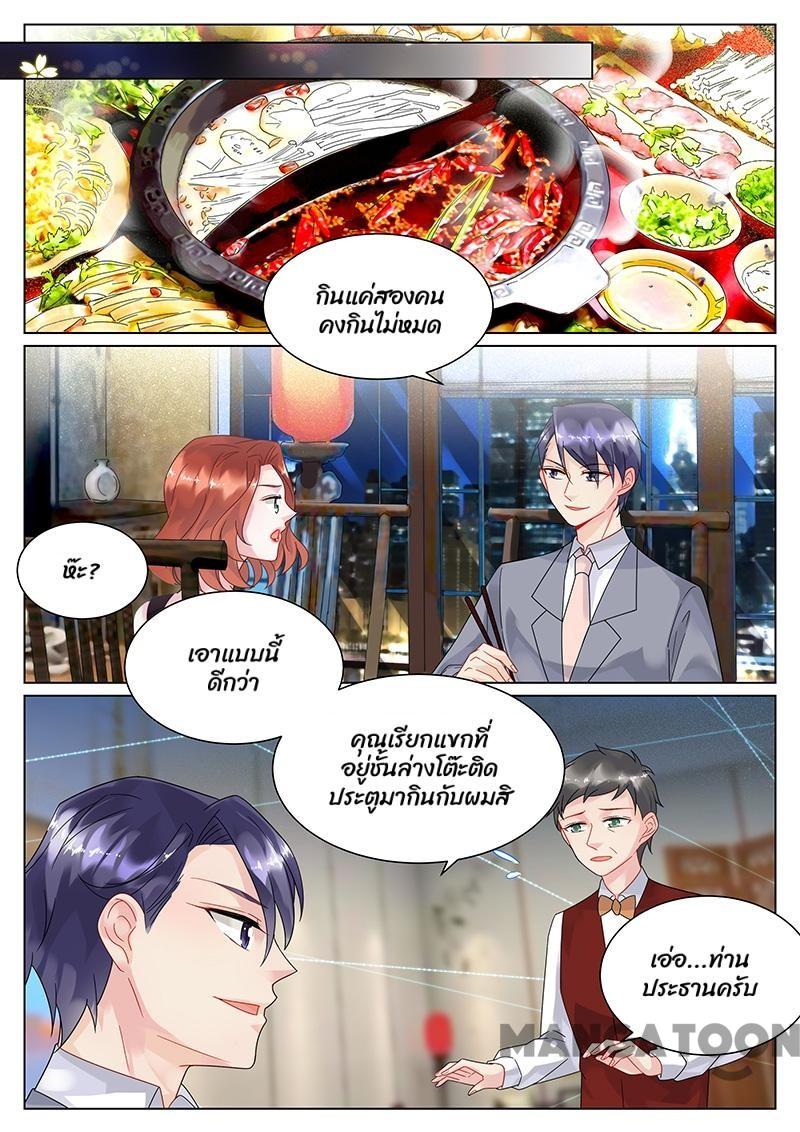 กินแค่สองคน
คงกินไม่หมด
ห๊ะ?
เอาแบบนี้
ดีกว่า
คุณเรียกแขกที่
อยู่ชั้นล่างโต๊ะติด
ประตูมากินกับผมสิ
เอ่อ...ท่าน
ประธานครับ
MANGATOON